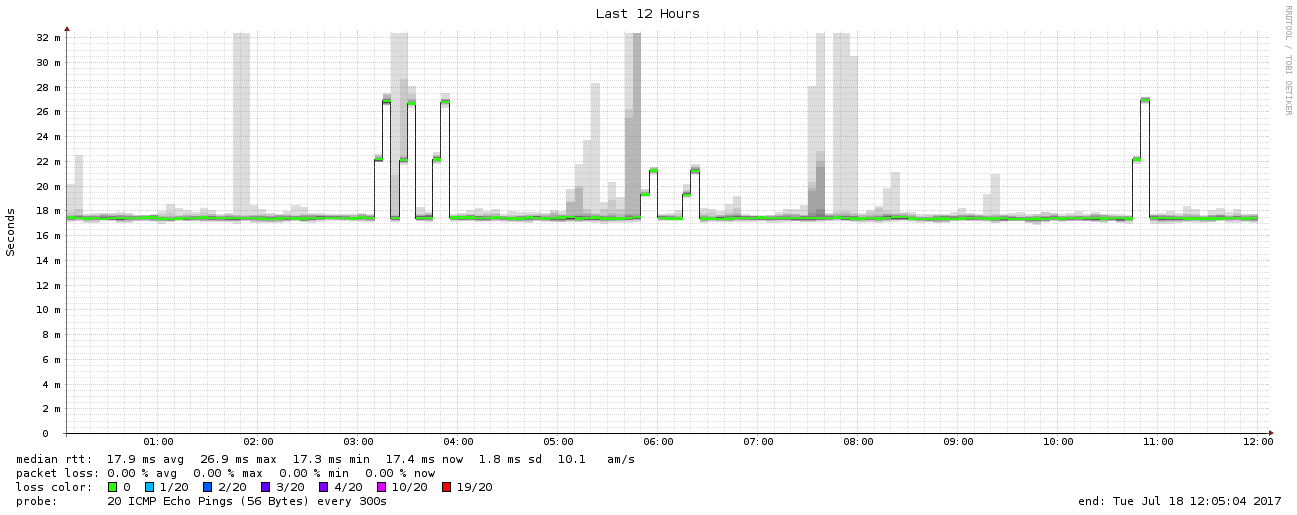 Last 12 Hours
RRDTOOL / TOBI OETIKER
Seconds
32 m
30 m
28 m
26 m
24 m
22 m
20 m
18 m
16 m
14 m
12 m
10 m
8 m
6 m
4 m
2 m
0
01:00 02:00 03:00 04:00 05:00 06:00 07:00 08:00 09:00 10:00 11:00 12:00
median rtt: 17.9 ms avg 26.9 ms max 17.3 ms min 17.4 ms now 1.8 ms sd 10.1 am/s
packet loss: 0.00 % avg 0.00 % max 0.00 % min 0.00 % now
loss color: 0 1/20 2/20 3/20 4/20 10/20 19/20
probe: 20 ICMP Echo Pings (56 Bytes) every 300s end: Tue Jul 18 12:05:04 2017